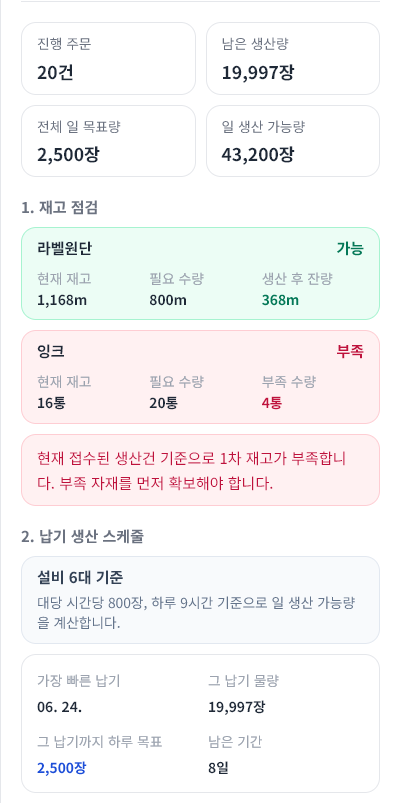 진행 주문
20건
남은 생산량
19,997장
전체 일 목표량
2,500장
일 생산 가능량
43,200장
1. 재고 점검
라벨원단
가능
현재 재고
필요 수량
생산 후 잔량
1,168m
800m
368m
잉크
부족
현재 재고
필요 수량
부족 수량
16통
20통
4통
현재 접수된 생산건 기준으로 1차 재고가 부족합니
다. 부족 자재를 먼저 확보해야 합니다.
2. 납기 생산 스케줄
설비 6대 기준
대당 시간당 800장, 하루 9시간 기준으로 일 생산 가능량
을 계산합니다.
가장 빠른 납기
그 납기 물량
06. 24.
19,997장
그 납기까지 하루 목표
남은 기간
2,500장
8일